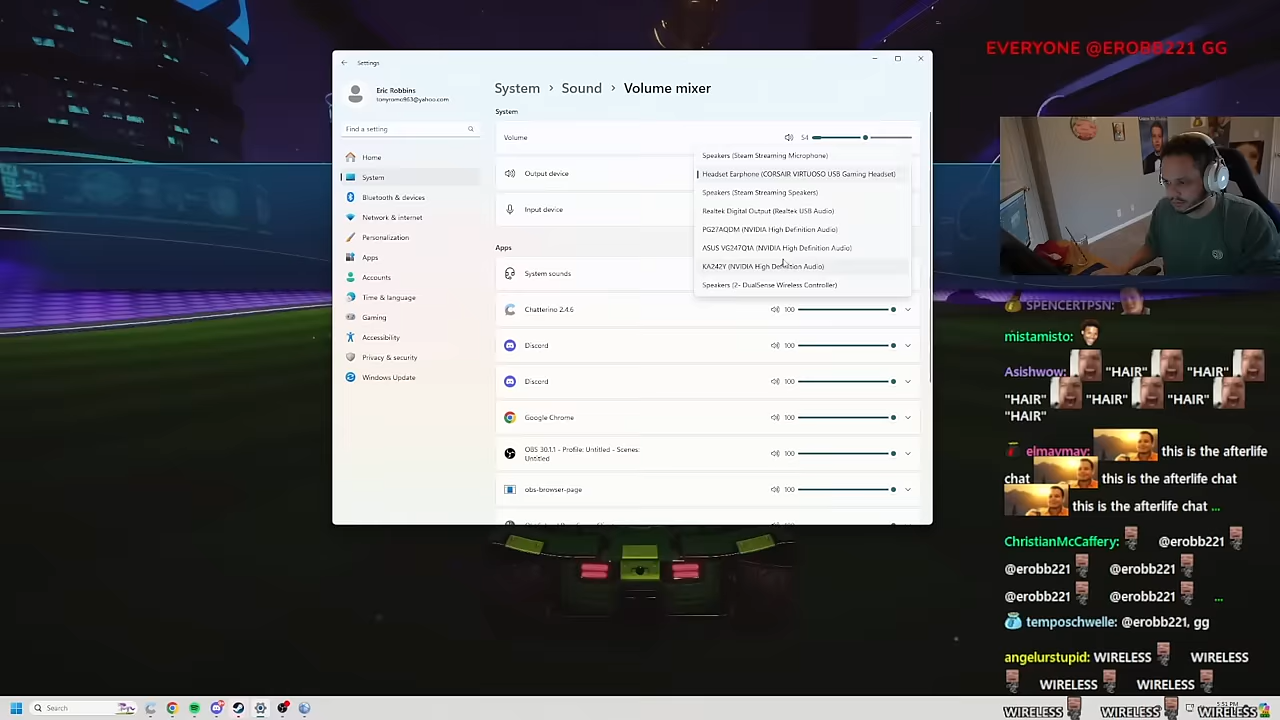 EVERYONE @EROBB221 GG
Settings
Eric Robbins
tonyromo963@yahoo.com
Find a setting
Home
System
Bluetooth & devices
Network & internet
Personalization
Apps
Accounts
Time & language
Gaming
Accessibility
Privacy & security
Windows Update
System > Sound > Volume mixer
System
Volume
54
Output device
Input device
Speakers (Steam Streaming Microphone)
Headset Earphone (CORSAIR VIRTUOSO USB Gaming Headset)
Speakers (Steam Streaming Speakers)
Realtek Digital Output (Realtek USB Audio)
PG27AQDM (NVIDIA High Definition Audio)
ASUS VG247Q1A (NVIDIA High Definition Audio)
KA242Y (NVIDIA High Definition Audio)
Speakers (2- DualSense Wireless Controller)
Apps
System sounds
Chatterino 2.4.6
100
Discord
100
Discord
100
Google Chrome
100
OBS 30.1.1 - Profile: Untitled - Scenes:
Untitled
100
obs-browser-page
100
SPENCERTPSN:
mistamisto:
Asishwow: "HAIR" "HAIR"
"HAIR" "HAIR" "HAIR"
"HAIR"
elmaymay: this is the afterlife
chat this is the afterlife chat
this is the afterlife chat ...
ChristianMcCaffery: @erobb221
@erobb221 @erobb221
@erobb221 @erobb221 ...
temposchwelle: @erobb221, gg
angelurstupid: WIRELESS WIRELESS
WIRELESS WIRELESS
WIRELESS WIRELESS WIRELESS
Search
5:51 PM